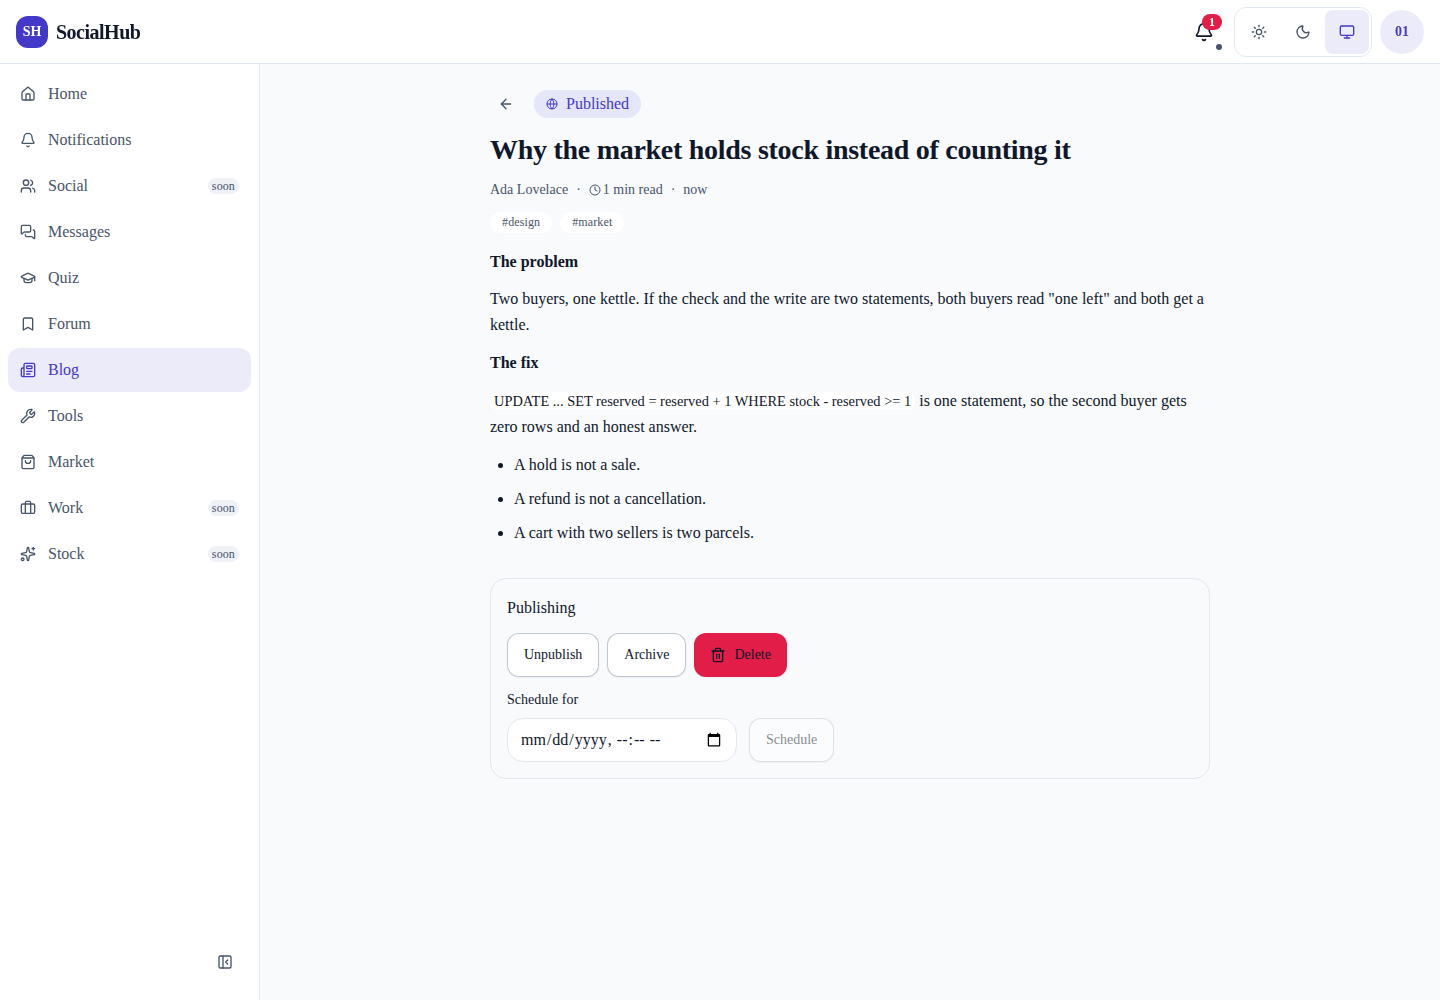 SH SocialHub
1
01
Home
Notifications
Social soon
Messages
Quiz
Forum
Blog
Tools
Market
Work soon
Stock soon
Published
Why the market holds stock instead of counting it
Ada Lovelace · 1 min read · now
#design #market
The problem
Two buyers, one kettle. If the check and the write are two statements, both buyers read "one left" and both get a
kettle.
The fix
UPDATE ... SET reserved = reserved + 1 WHERE stock - reserved >= 1 is one statement, so the second buyer gets
zero rows and an honest answer.
• A hold is not a sale.
• A refund is not a cancellation.
• A cart with two sellers is two parcels.
Publishing
Unpublish Archive Delete
Schedule for
mm/dd/yyyy, --:-- -- Schedule